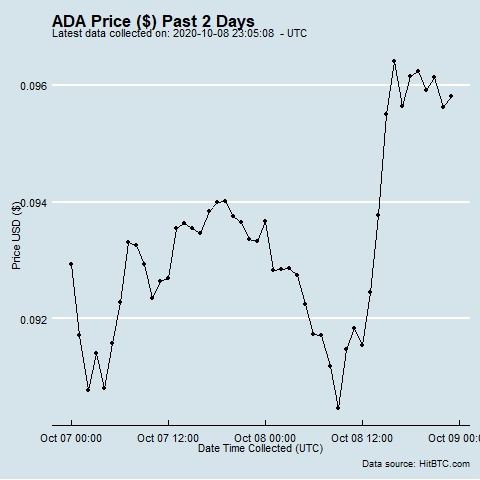 ADA Price ($) Past 2 Days
Latest data collected on: 2020-10-08 23:05:08 - UTC
0.096
0.094
0.092
Price USD ($)
Oct 07 00:00 Oct 07 12:00 Oct 08 00:00 Oct 08 12:00 Oct 09 00:00
Date Time Collected (UTC)
Data source: HitBTC.com